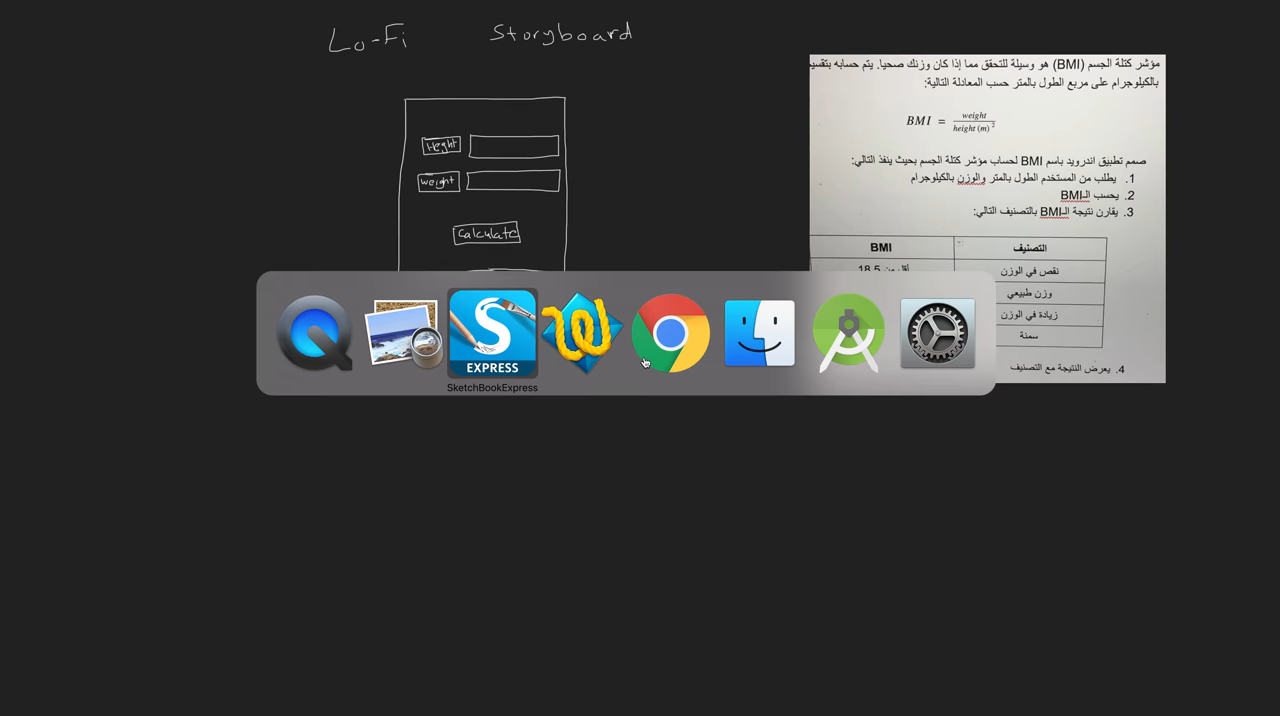 Lo-Fi Storyboard
Height
weight
Calculate
مؤشر كتلة الجسم (BMI) هو وسيلة للتحقق مما إذا كان وزنك صحيا. يتم حسابه بتقسيم
بالكيلوجرام على مربع الطول بالمتر حسب المعادلة التالية:
BMI = weight / height (m) 2
صمم تطبيق اندرويد باسم BMI لحساب مؤشر كتلة الجسم بحيث ينفذ التالي:
1. يطلب من المستخدم الطول بالمتر والوزن بالكيلوجرام
2. يحسب الـBMI
3. يقارن نتيجة الـBMI بالتصنيف التالي:
التصنيف BMI
نقص في الوزن أقل من 18.5
وزن طبيعي
زيادة في الوزن
سمنة
4. يعرض النتيجة مع التصنيف
EXPRESS
SketchBookExpress